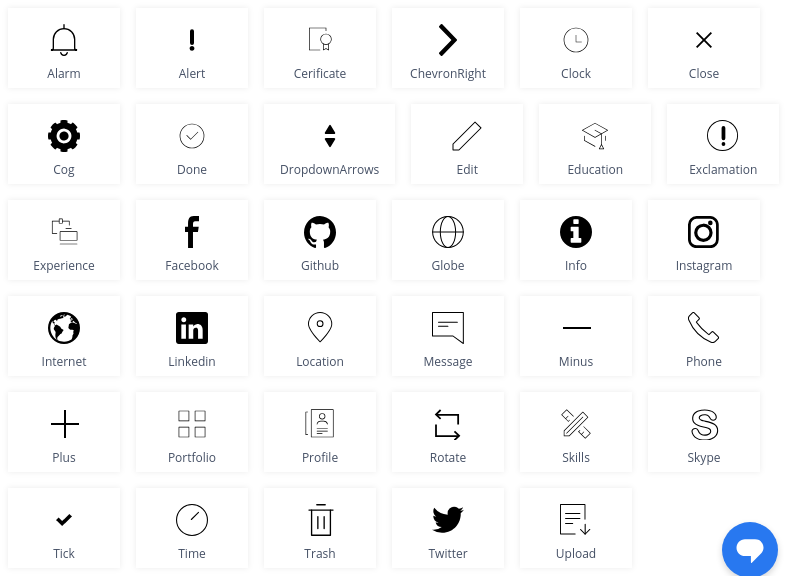 Alarm
Alert
Cerificate
ChevronRight
Clock
Close
Cog
Done
DropdownArrows
Edit
Education
Exclamation
Experience
Facebook
Github
Globe
Info
Instagram
Internet
Linkedin
Location
Message
Minus
Phone
Plus
Portfolio
Profile
Rotate
Skills
Skype
Tick
Time
Trash
Twitter
Upload